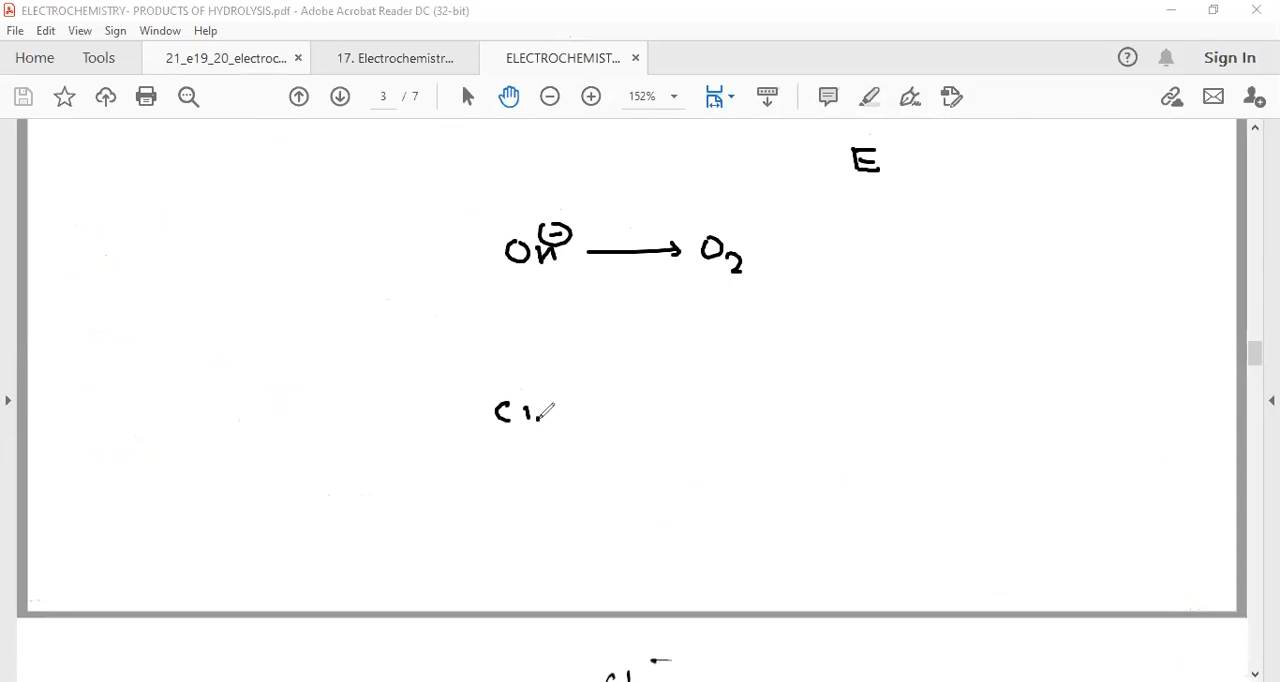 ELECTROCHEMISTRY- PRODUCTS OF HYDROLYSIS.pdf - Adobe Acrobat Reader DC (32-bit)
File Edit View Sign Window Help
Home Tools 21_e19_20_electroc... × 17. Electrochemistr... ELECTROCHEMIST... × Sign In
3 / 7 152%
E
OH⊖ → O2
Cl
Cl−